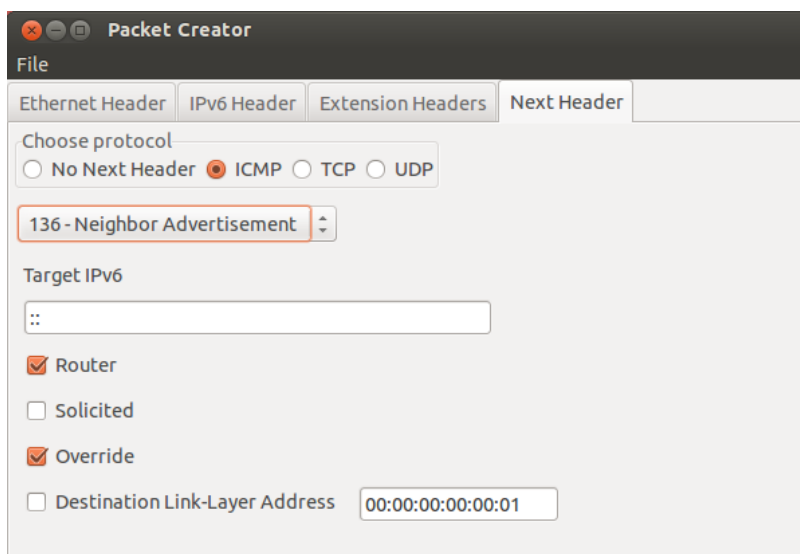 Packet Creator
File
Ethernet Header IPv6 Header Extension Headers Next Header
Choose protocol
No Next Header ICMP TCP UDP
136 - Neighbor Advertisement
Target IPv6
::
Router
Solicited
Override
Destination Link-Layer Address 00:00:00:00:00:01